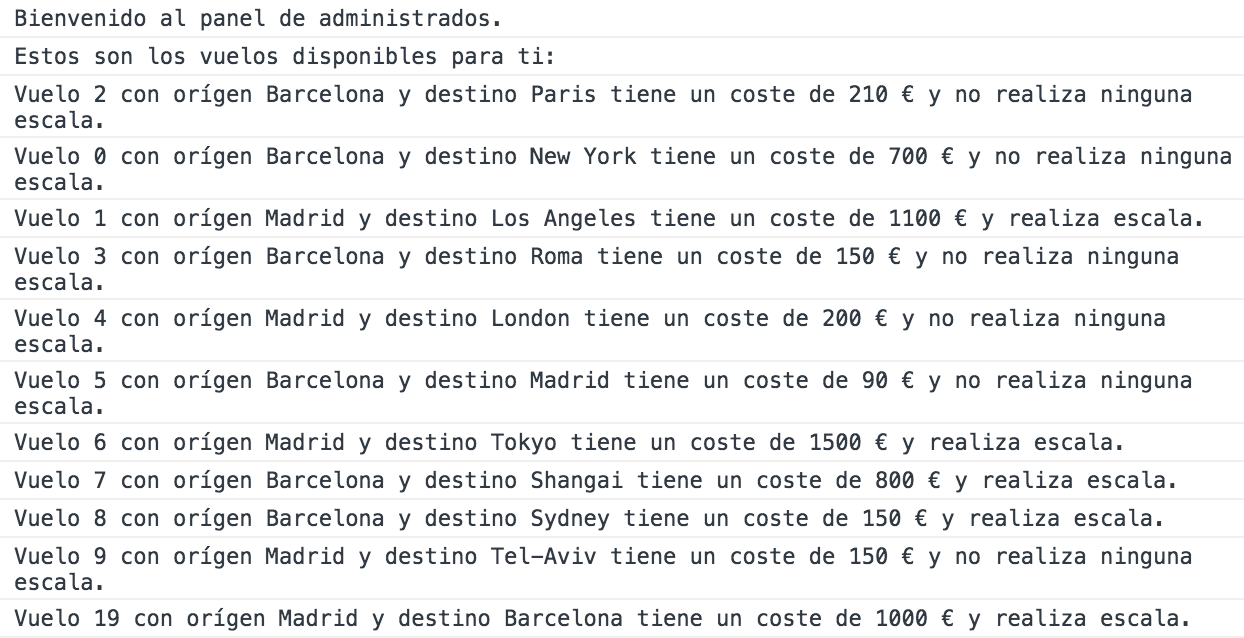 Bienvenido al panel de administrados.
Estos son los vuelos disponibles para ti:
Vuelo 2 con orígen Barcelona y destino Paris tiene un coste de 210 € y no realiza ninguna
escala.
Vuelo 0 con orígen Barcelona y destino New York tiene un coste de 700 € y no realiza ninguna
escala.
Vuelo 1 con orígen Madrid y destino Los Angeles tiene un coste de 1100 € y realiza escala.
Vuelo 3 con orígen Barcelona y destino Roma tiene un coste de 150 € y no realiza ninguna
escala.
Vuelo 4 con orígen Madrid y destino London tiene un coste de 200 € y no realiza ninguna
escala.
Vuelo 5 con orígen Barcelona y destino Madrid tiene un coste de 90 € y no realiza ninguna
escala.
Vuelo 6 con orígen Madrid y destino Tokyo tiene un coste de 1500 € y realiza escala.
Vuelo 7 con orígen Barcelona y destino Shangai tiene un coste de 800 € y realiza escala.
Vuelo 8 con orígen Barcelona y destino Sydney tiene un coste de 150 € y realiza escala.
Vuelo 9 con orígen Madrid y destino Tel-Aviv tiene un coste de 150 € y no realiza ninguna
escala.
Vuelo 19 con orígen Madrid y destino Barcelona tiene un coste de 1000 € y realiza escala.